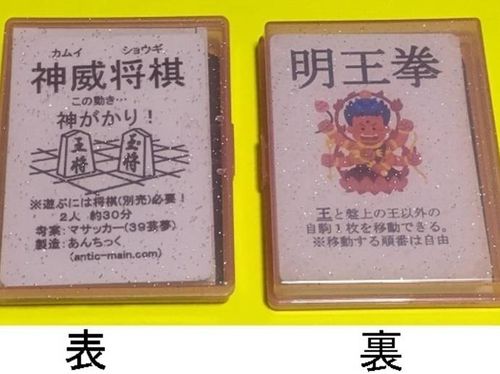 カムイ ショウギ
神威将棋
この動き…
神がかり！
王将 玉将
※遊ぶには将棋(別売)必要！
2人 約30分
考案：マサッカー(39芸夢)
製造：あんちっく
(antic-main.com)
明王拳
王と盤上の王以外の
自駒1枚を移動できる。
※移動する順番は自由
表
裏